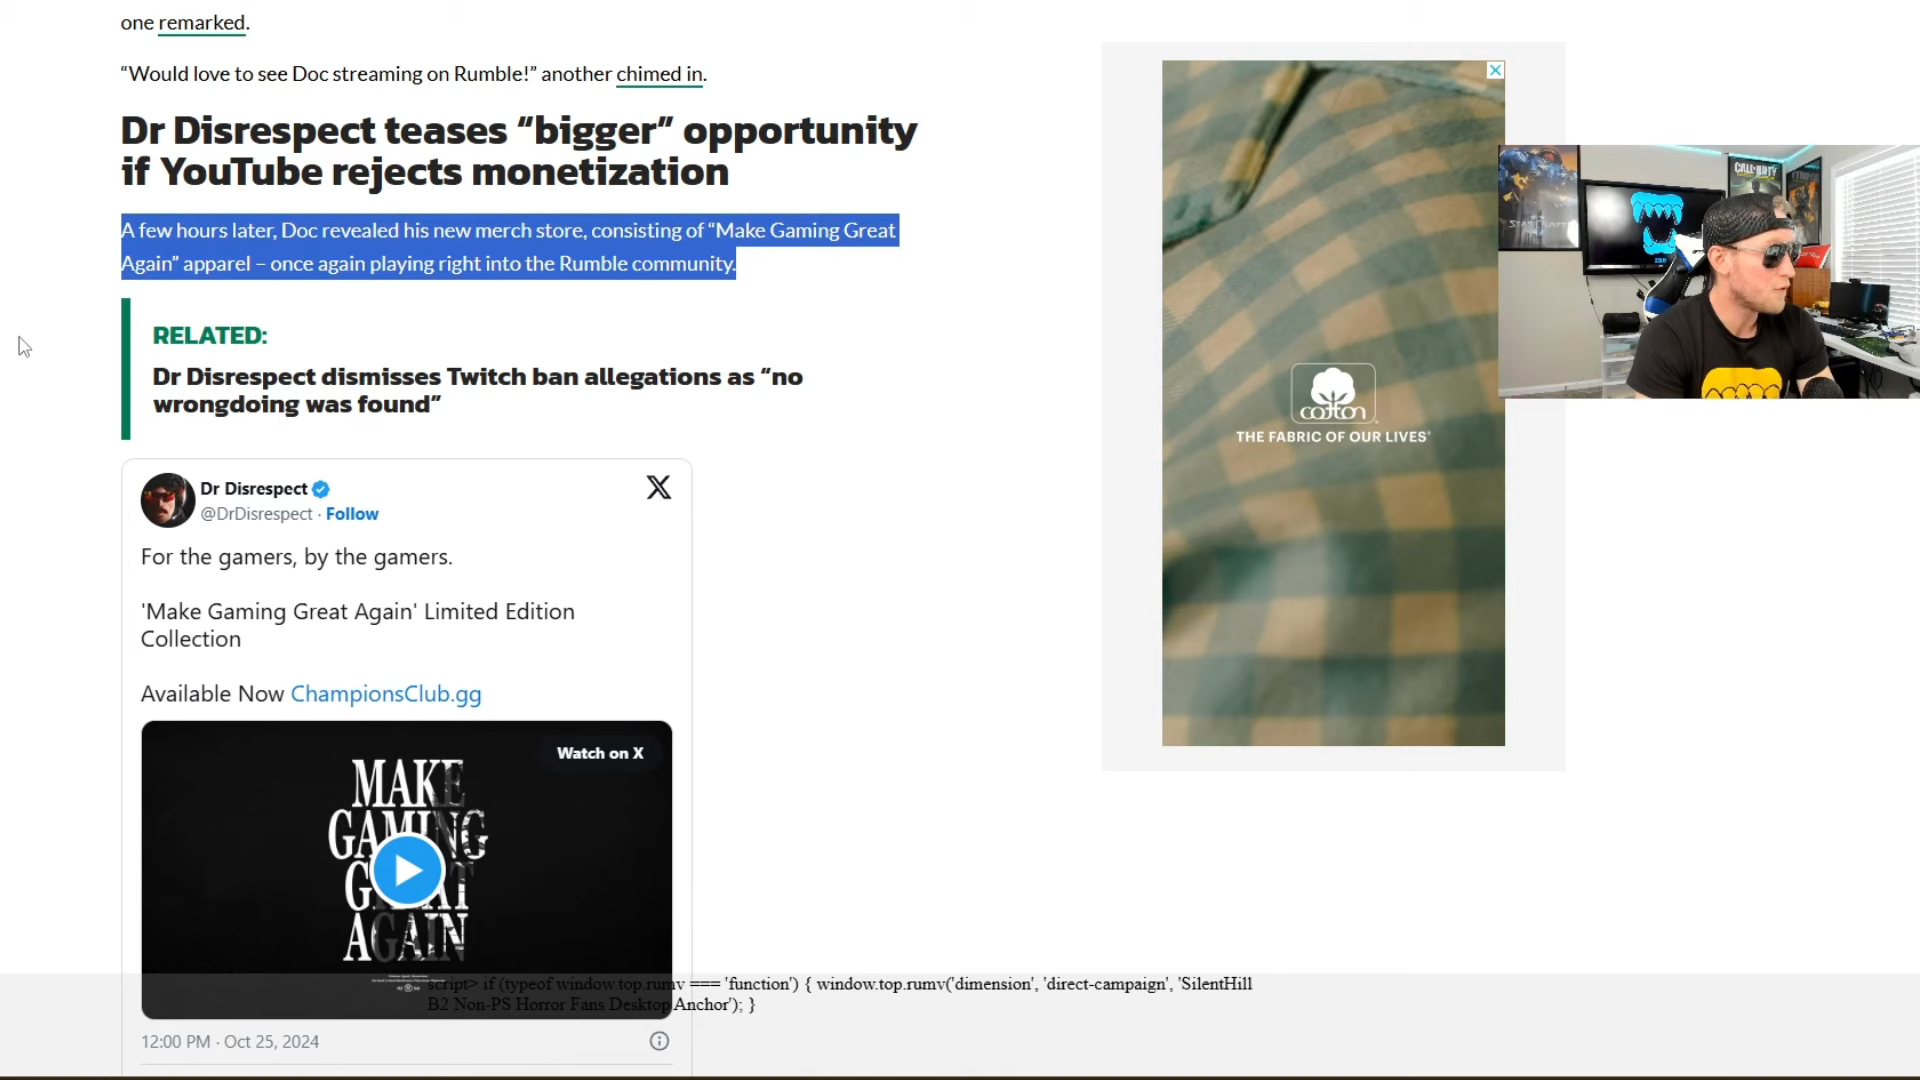 one remarked.
“Would love to see Doc streaming on Rumble!” another chimed in.
Dr Disrespect teases “bigger” opportunity
if YouTube rejects monetization
A few hours later, Doc revealed his new merch store, consisting of “Make Gaming Great
Again” apparel – once again playing right into the Rumble community.
RELATED:
Dr Disrespect dismisses Twitch ban allegations as “no
wrongdoing was found”
Dr Disrespect
@DrDisrespect · Follow
For the gamers, by the gamers.
'Make Gaming Great Again' Limited Edition
Collection
Available Now ChampionsClub.gg
Watch on X
MAKE
GAMING
GREAT
AGAIN
script> if (typeof window.top.rumv === 'function') { window.top.rumv('dimension', 'direct-campaign', 'SilentHill
B2 Non-PS Horror Fans Desktop Anchor'); }
12:00 PM · Oct 25, 2024
cotton
THE FABRIC OF OUR LIVES®
CALL OF DUTY
STARCRAFT